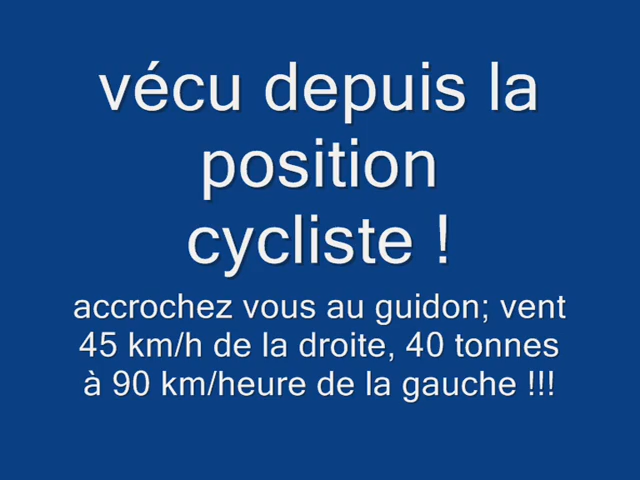 vécu depuis la
position
cycliste !
accrochez vous au guidon; vent
45 km/h de la droite, 40 tonnes
à 90 km/heure de la gauche !!!